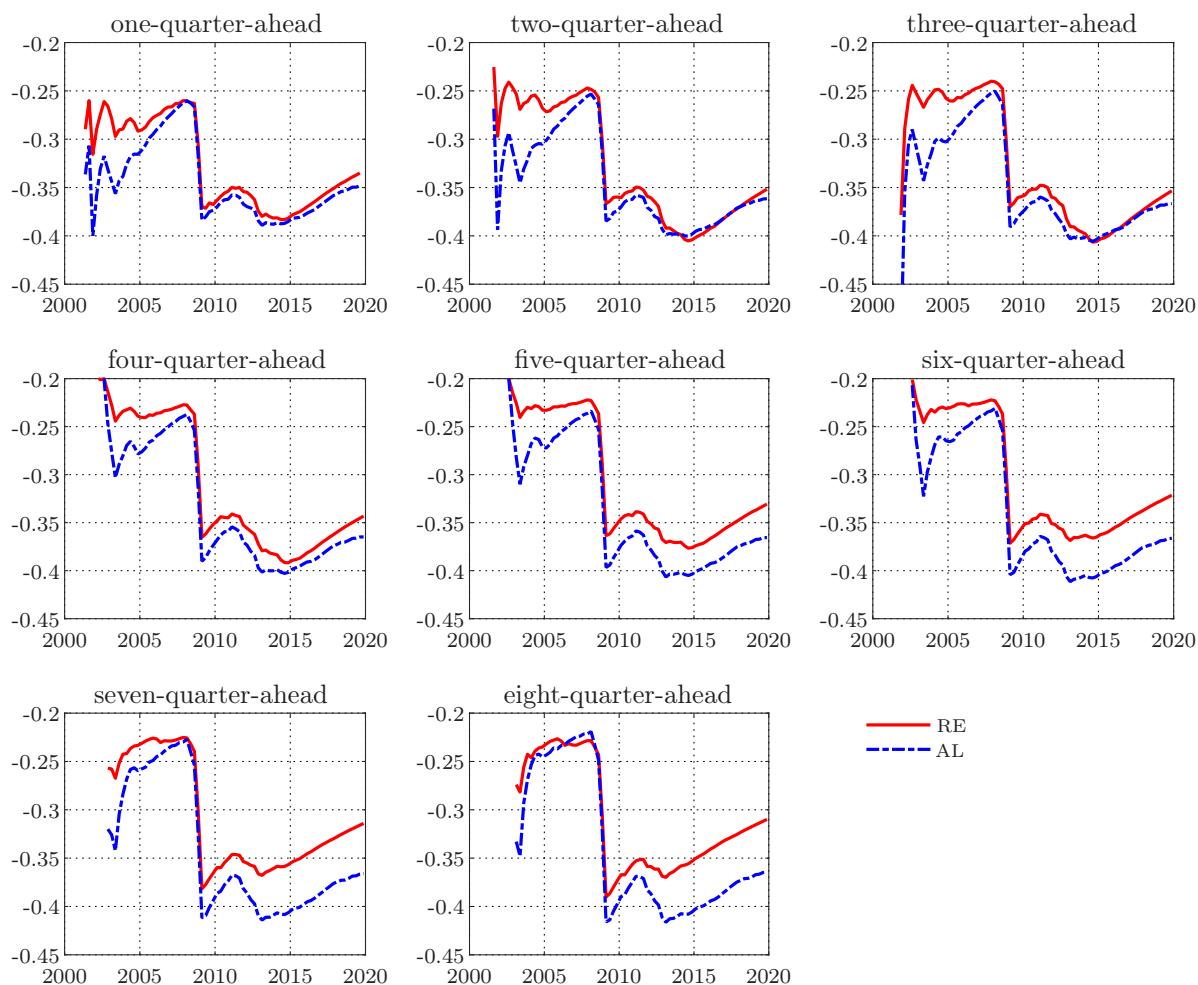 one-quarter-ahead
two-quarter-ahead
three-quarter-ahead
-0.2
-0.25
-0.3
-0.35
-0.4
-0.45
2000 2005 2010 2015 2020
-0.2
-0.25
-0.3
-0.35
-0.4
-0.45
2000 2005 2010 2015 2020
-0.2
-0.25
-0.3
-0.35
-0.4
-0.45
2000 2005 2010 2015 2020
four-quarter-ahead
five-quarter-ahead
six-quarter-ahead
-0.2
-0.25
-0.3
-0.35
-0.4
-0.45
2000 2005 2010 2015 2020
-0.2
-0.25
-0.3
-0.35
-0.4
-0.45
2000 2005 2010 2015 2020
-0.2
-0.25
-0.3
-0.35
-0.4
-0.45
2000 2005 2010 2015 2020
seven-quarter-ahead
eight-quarter-ahead
-0.2
-0.25
-0.3
-0.35
-0.4
-0.45
2000 2005 2010 2015 2020
-0.2
-0.25
-0.3
-0.35
-0.4
-0.45
2000 2005 2010 2015 2020
RE
AL